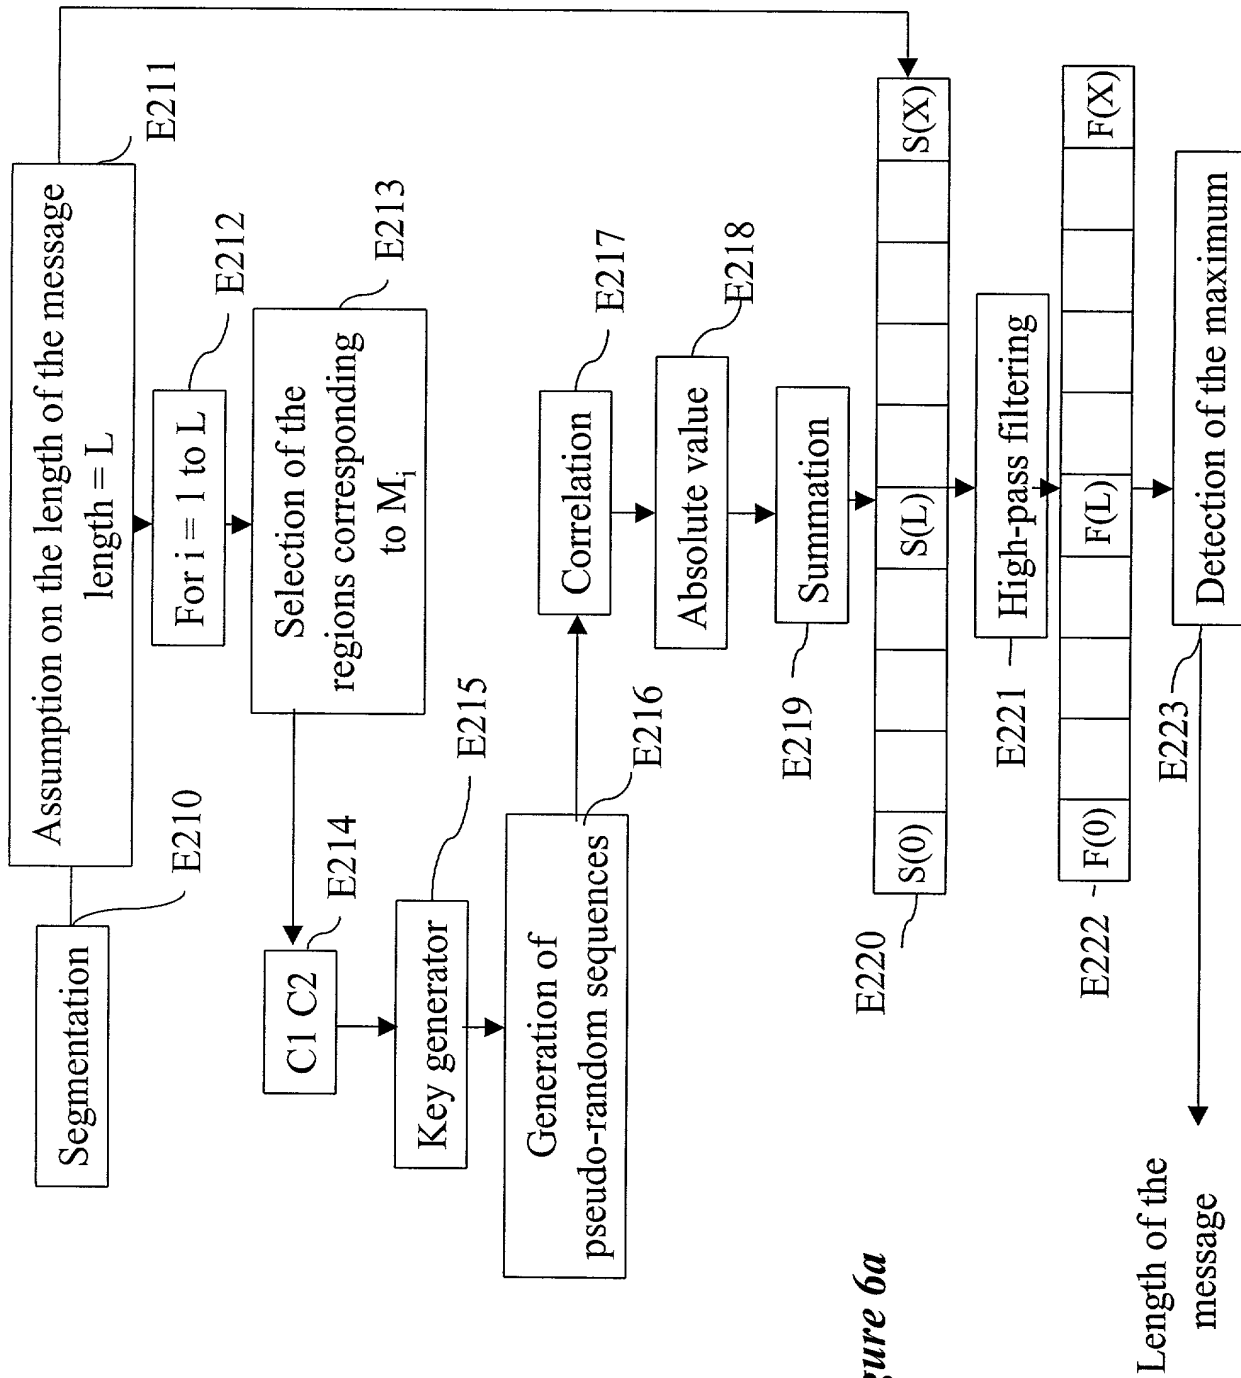 Segmentation
E210
Assumption on the length of the message
length = L
E211
For i = 1 to L
E212
Selection of the
regions corresponding
to Mi
E213
C1 C2
E214
Key generator
E215
Generation of
pseudo-random sequences
E216
Correlation
E217
Absolute value
E218
Summation
E219
S(0)
S(L)
S(X)
E220
High-pass filtering
E221
F(0)
F(L)
F(X)
E222
Detection of the maximum
E223
Length of the
message
gure 6a